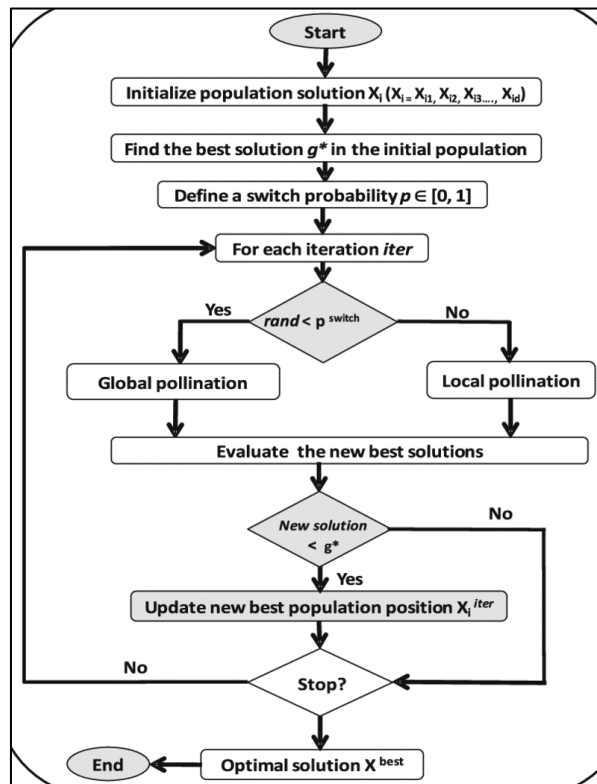 Start
Initialize population solution Xᵢ (Xᵢ = Xᵢ₁, Xᵢ₂, Xᵢ₃...., X_id)
Find the best solution g* in the initial population
Define a switch probability p ∈ [0, 1]
For each iteration iter
Yes
rand < p ˢʷⁱᵗᶜʰ
No
Global pollination
Local pollination
Evaluate the new best solutions
New solution
< g*
No
Yes
Update new best population position Xᵢ ⁱᵗᵉʳ
No
Stop?
End
Optimal solution X ᵇᵉˢᵗ